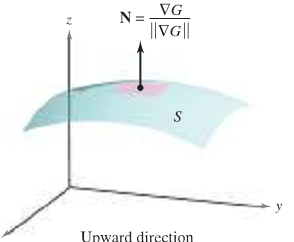 N = ∇G / ||∇G||
z
S
y
Upward direction